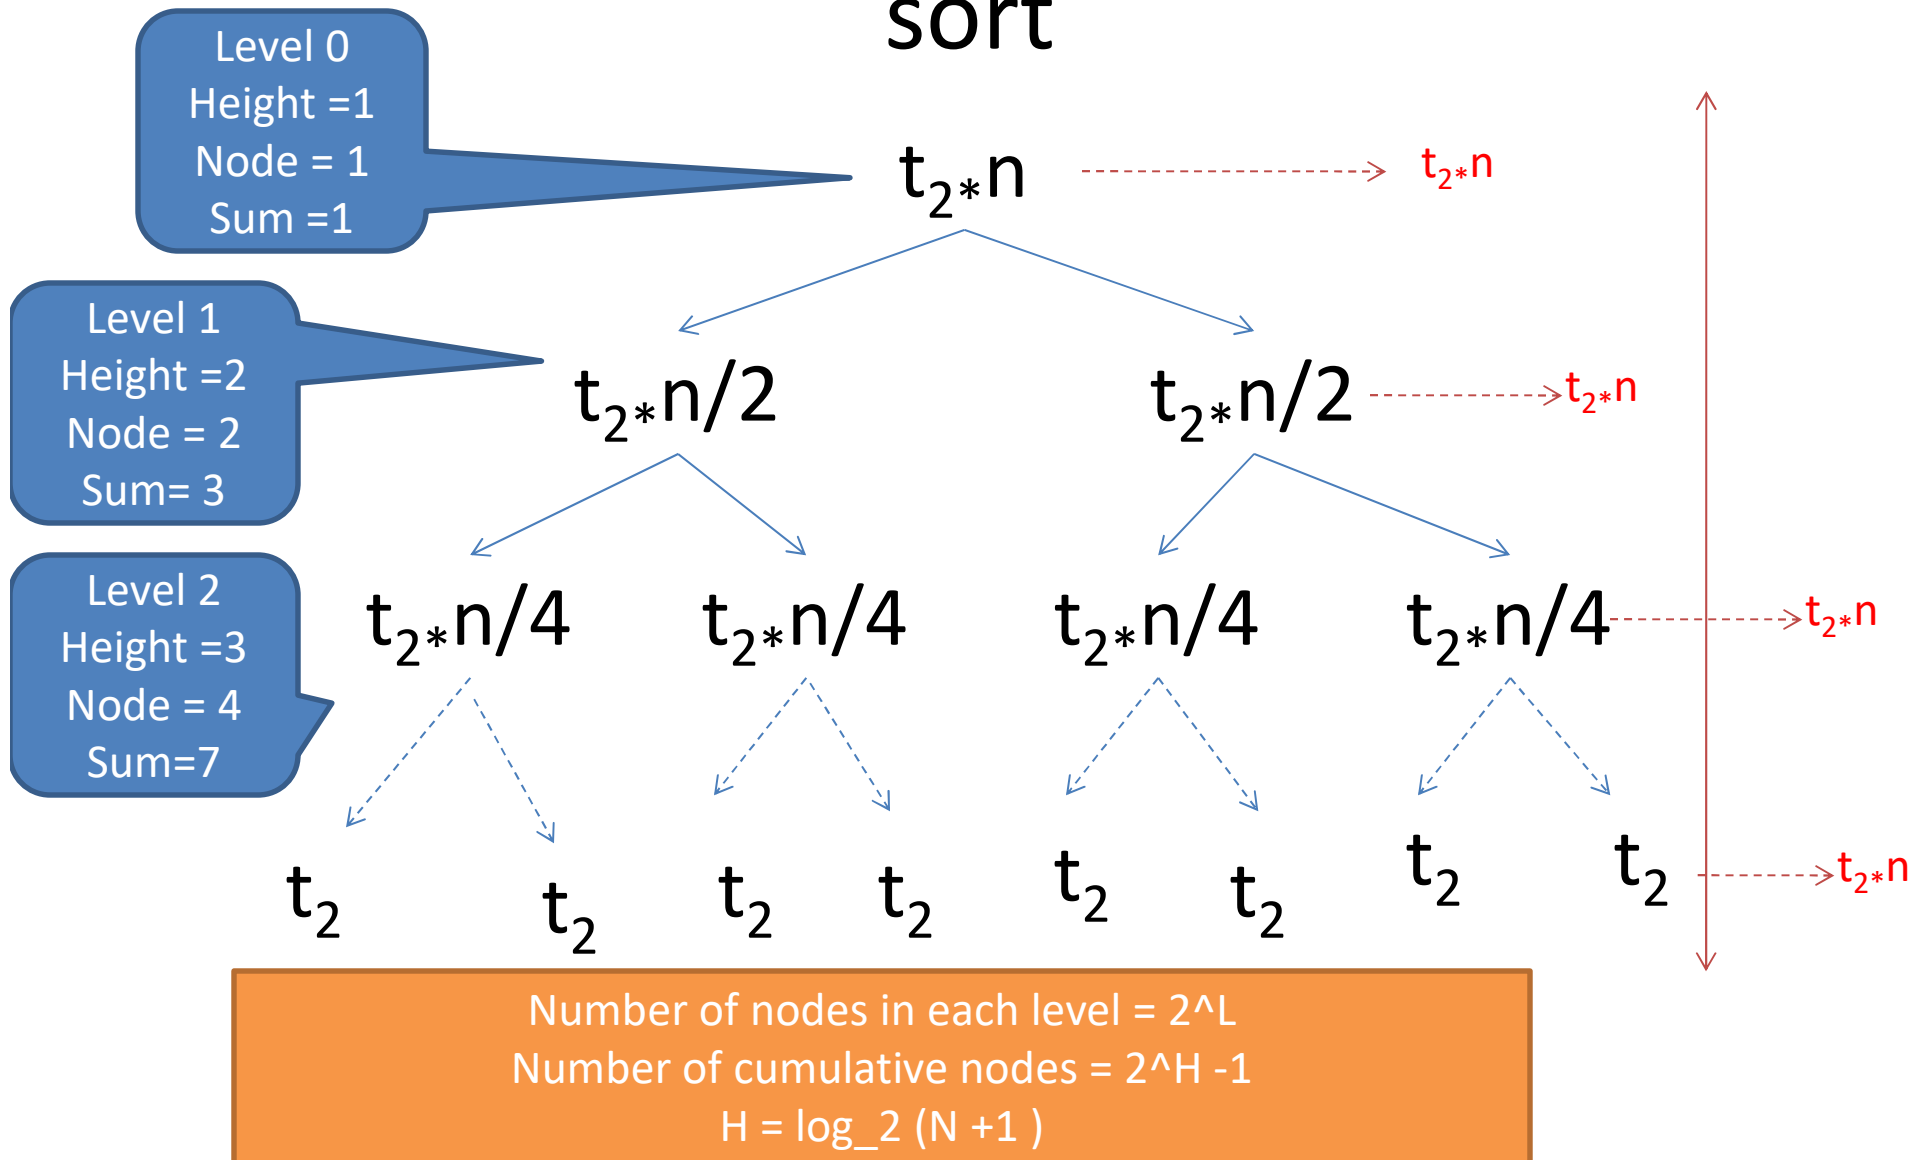 sort
Level 0
Height =1
Node = 1
Sum =1
t₂*n
t₂*n
Level 1
Height =2
Node = 2
Sum= 3
t₂*n/2
t₂*n/2
t₂*n
Level 2
Height =3
Node = 4
Sum=7
t₂*n/4
t₂*n/4
t₂*n/4
t₂*n/4
t₂*n
t₂
t₂
t₂
t₂
t₂
t₂
t₂
t₂
t₂*n
Number of nodes in each level = 2^L
Number of cumulative nodes = 2^H -1
H = log_2 (N +1 )